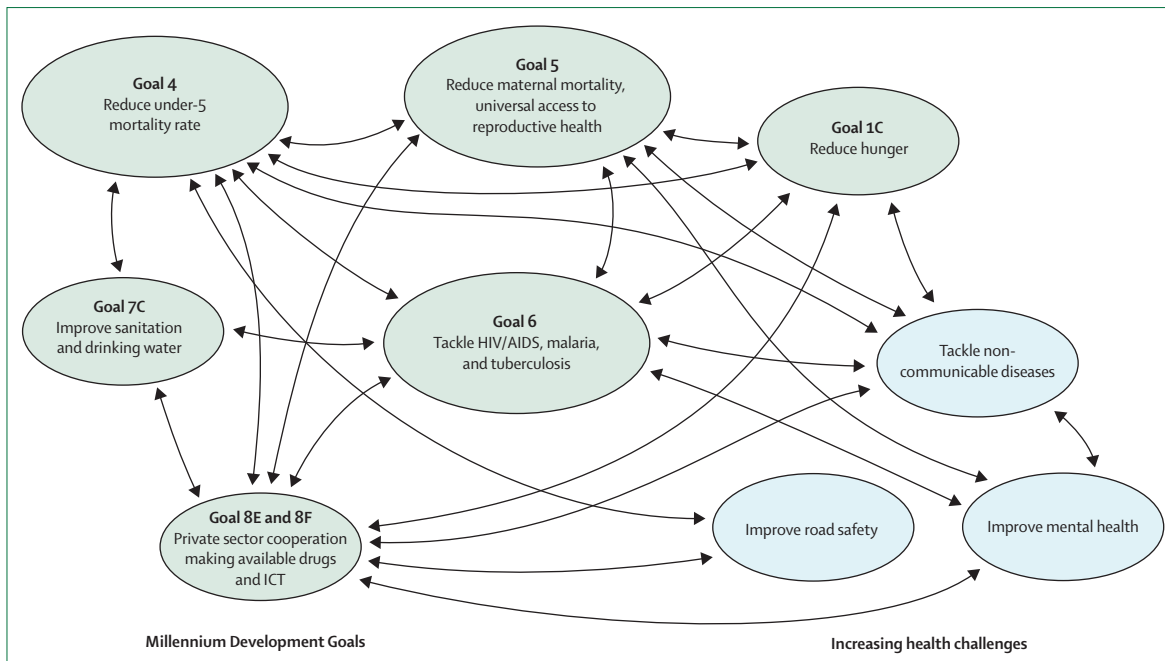 Goal 4
Reduce under-5
mortality rate
Goal 5
Reduce maternal mortality,
universal access to
reproductive health
Goal 1C
Reduce hunger
Goal 7C
Improve sanitation
and drinking water
Goal 6
Tackle HIV/AIDS, malaria,
and tuberculosis
Tackle non-
communicable diseases
Goal 8E and 8F
Private sector cooperation
making available drugs
and ICT
Improve road safety
Improve mental health
Millennium Development Goals
Increasing health challenges